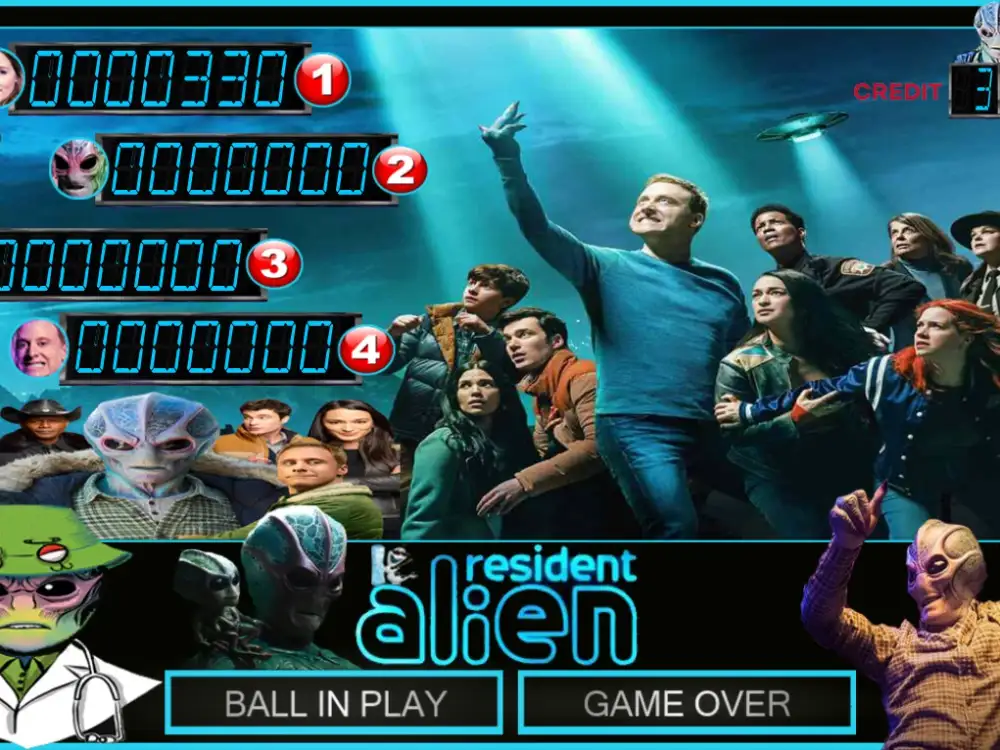 0000330 1
CREDIT 3
0000000 2
0000000 3
0000000 4
resident
alien
BALL IN PLAY
GAME OVER